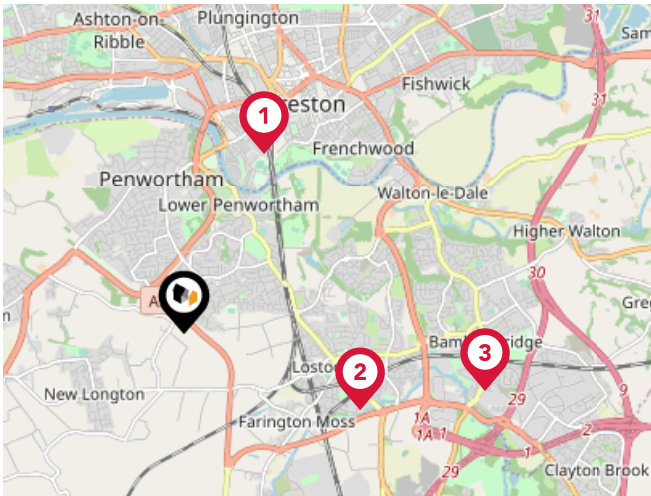 Ashton-on-
Ribble
Plungington
31
Sam
Fishwick
31
1
reston
Frenchwood
Penwortham
Walton-le-Dale
Lower Penwortham
Higher Walton
30
A
n
Greg
Bam ridge
3
Losto
2
New Longton
29
9
Farington Moss
1A
1A
1
1
2
29
Clayton Brook